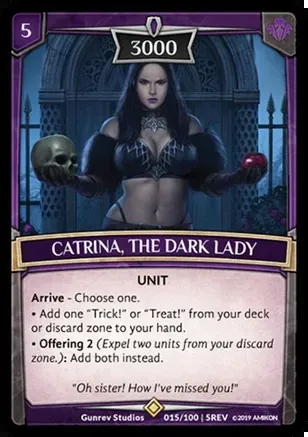 5
3000
CATRINA, THE DARK LADY
UNIT
Arrive - Choose one.
• Add one "Trick!" or "Treat!" from your deck
or discard zone to your hand.
• Offering 2 (Expel two units from your discard
zone.): Add both instead.
"Oh sister! How I've missed you!"
Gunrev Studios 015/100 | 5REV ©2019 AMIKON